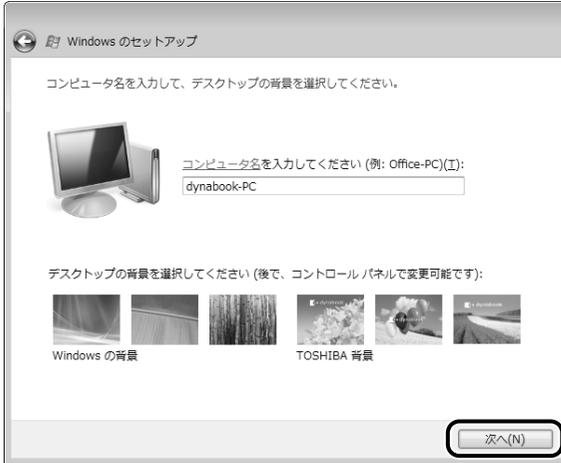 Windows のセットアップ
コンピュータ名を入力して、デスクトップの背景を選択してください。
コンピュータ名を入力してください (例: Office-PC)(T):
dynabook-PC
デスクトップの背景を選択してください (後で、コントロール パネルで変更可能です):
dynabook
dynabook
dynabook
Windows の背景
TOSHIBA 背景
次へ(N)